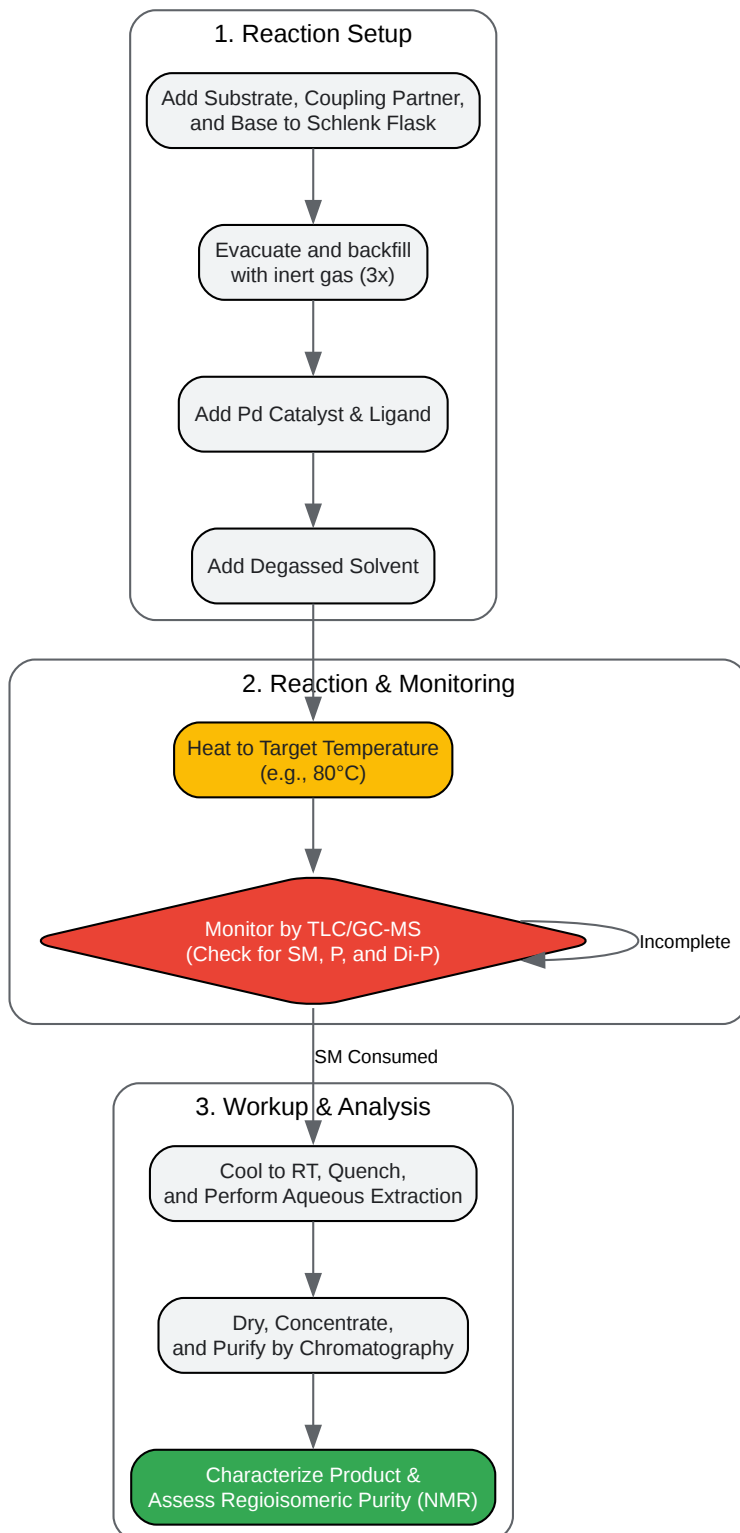 1. Reaction Setup
Add Substrate, Coupling Partner,
and Base to Schlenk Flask
Evacuate and backfill
with inert gas (3x)
Add Pd Catalyst & Ligand
Add Degassed Solvent
2. Reaction & Monitoring
Heat to Target Temperature
(e.g., 80°C)
Monitor by TLC/GC-MS
(Check for SM, P, and Di-P)
Incomplete
SM Consumed
3. Workup & Analysis
Cool to RT, Quench,
and Perform Aqueous Extraction
Dry, Concentrate,
and Purify by Chromatography
Characterize Product &
Assess Regioisomeric Purity (NMR)